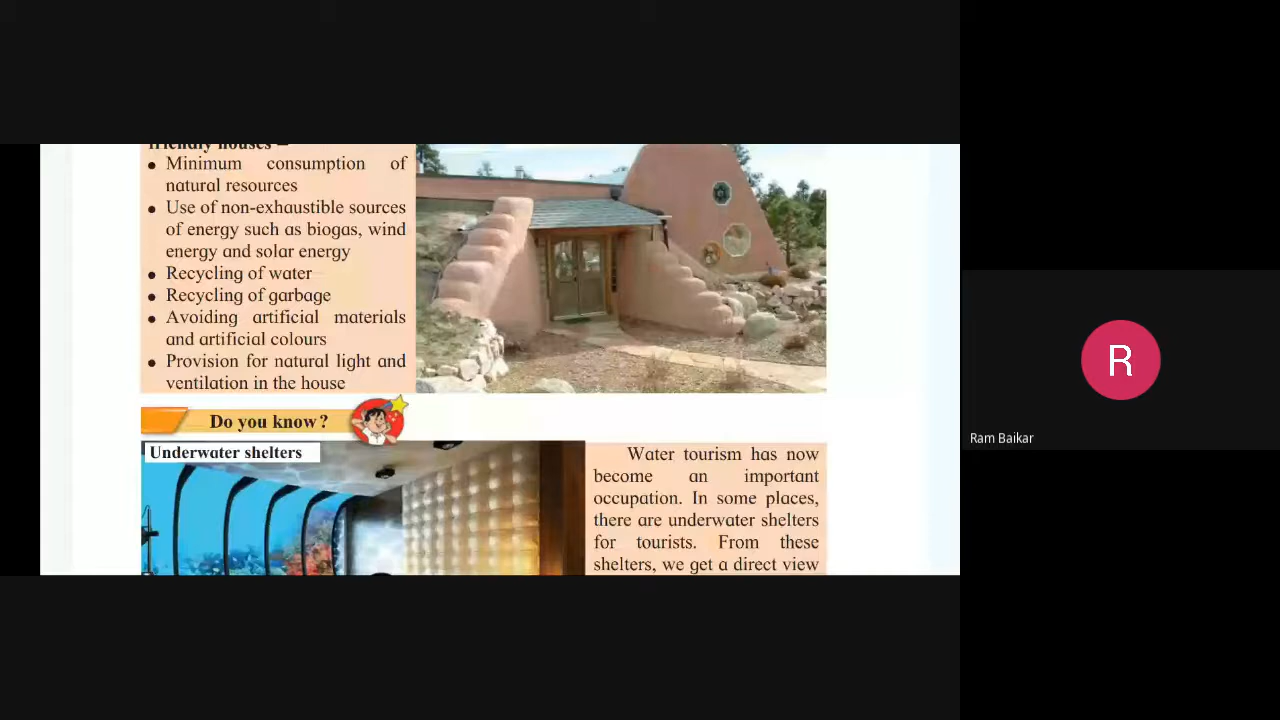 friendly houses –
● Minimum consumption of
natural resources
● Use of non-exhaustible sources
of energy such as biogas, wind
energy and solar energy
● Recycling of water
● Recycling of garbage
● Avoiding artificial materials
and artificial colours
● Provision for natural light and
ventilation in the house
Do you know?
Underwater shelters
Water tourism has now
become an important
occupation. In some places,
there are underwater shelters
for tourists. From these
shelters, we get a direct view
R
Ram Baikar